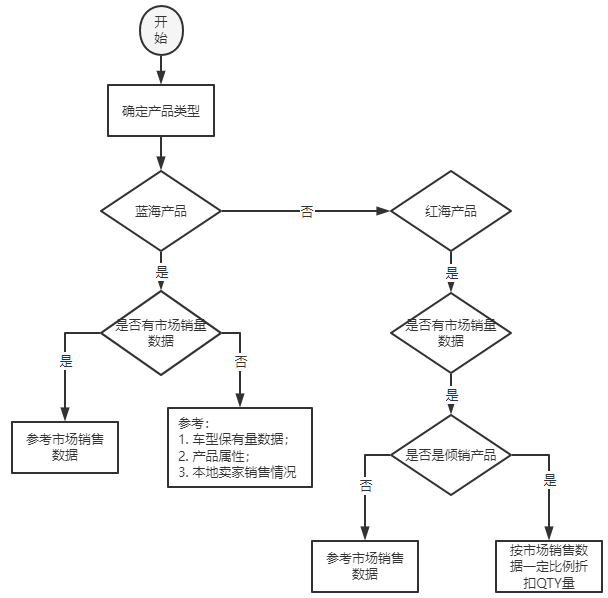 开
始
确定产品类型
蓝海产品
否
红海产品
是
是
是否有市场销量
数据
是否有市场销量
数据
是
否
是
参考市场销售
数据
参考：
1. 车型保有量数据；
2. 产品属性；
3. 本地卖家销售情况
是否是倾销产品
否
是
参考市场销售
数据
按市场销售数
据一定比例折
扣QTY量